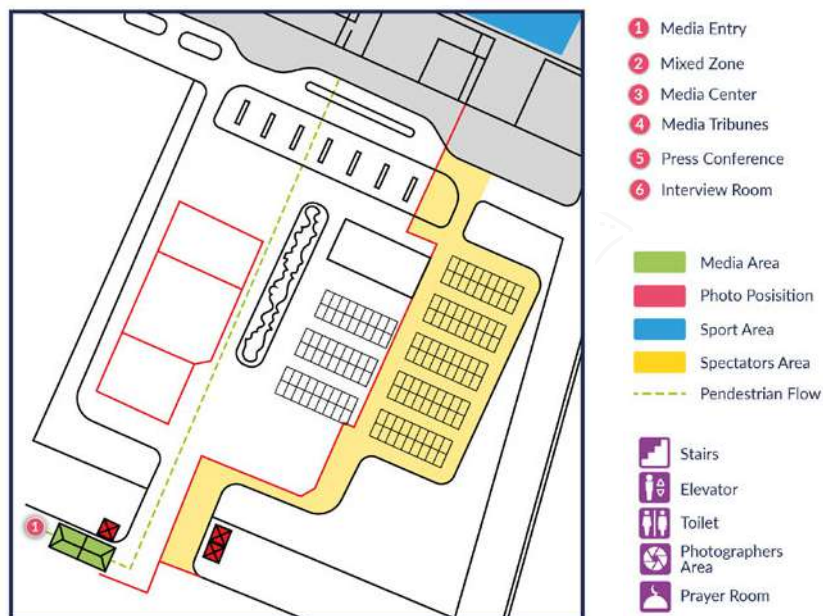 1 Media Entry
2 Mixed Zone
3 Media Center
4 Media Tribunes
5 Press Conference
6 Interview Room
Media Area
Photo Posisition
Sport Area
Spectators Area
Pendestrian Flow
Stairs
Elevator
Toilet
Photographers
Area
Prayer Room
1